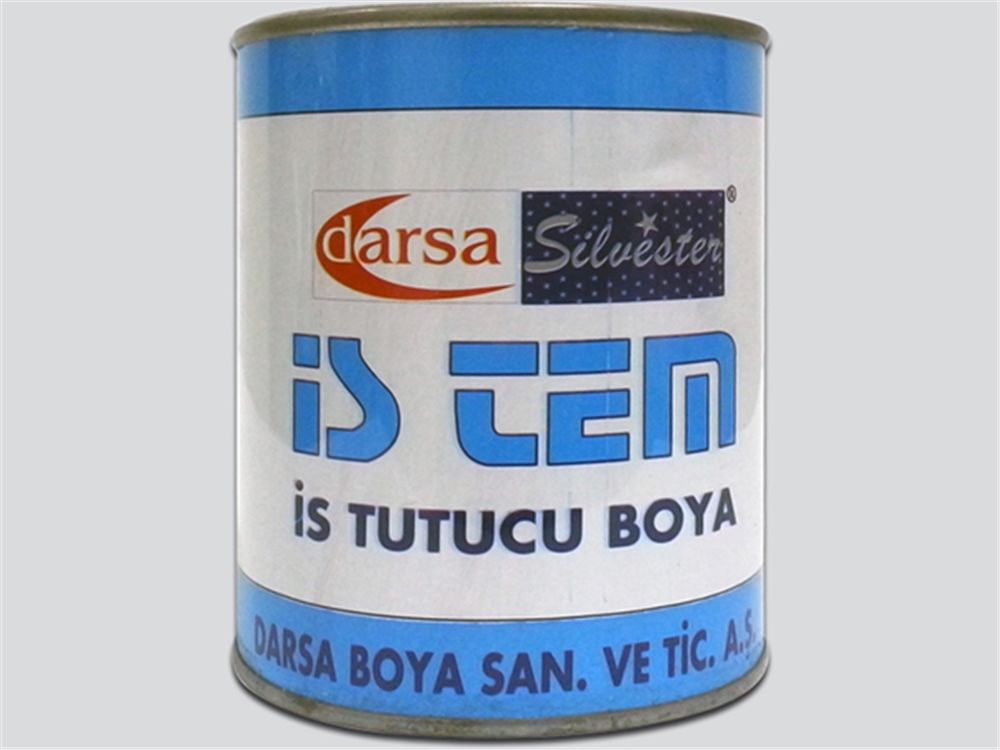 darsa Silvester®
İS TEM
İS TUTUCU BOYA
DARSA BOYA SAN. VE TİC. A.Ş.